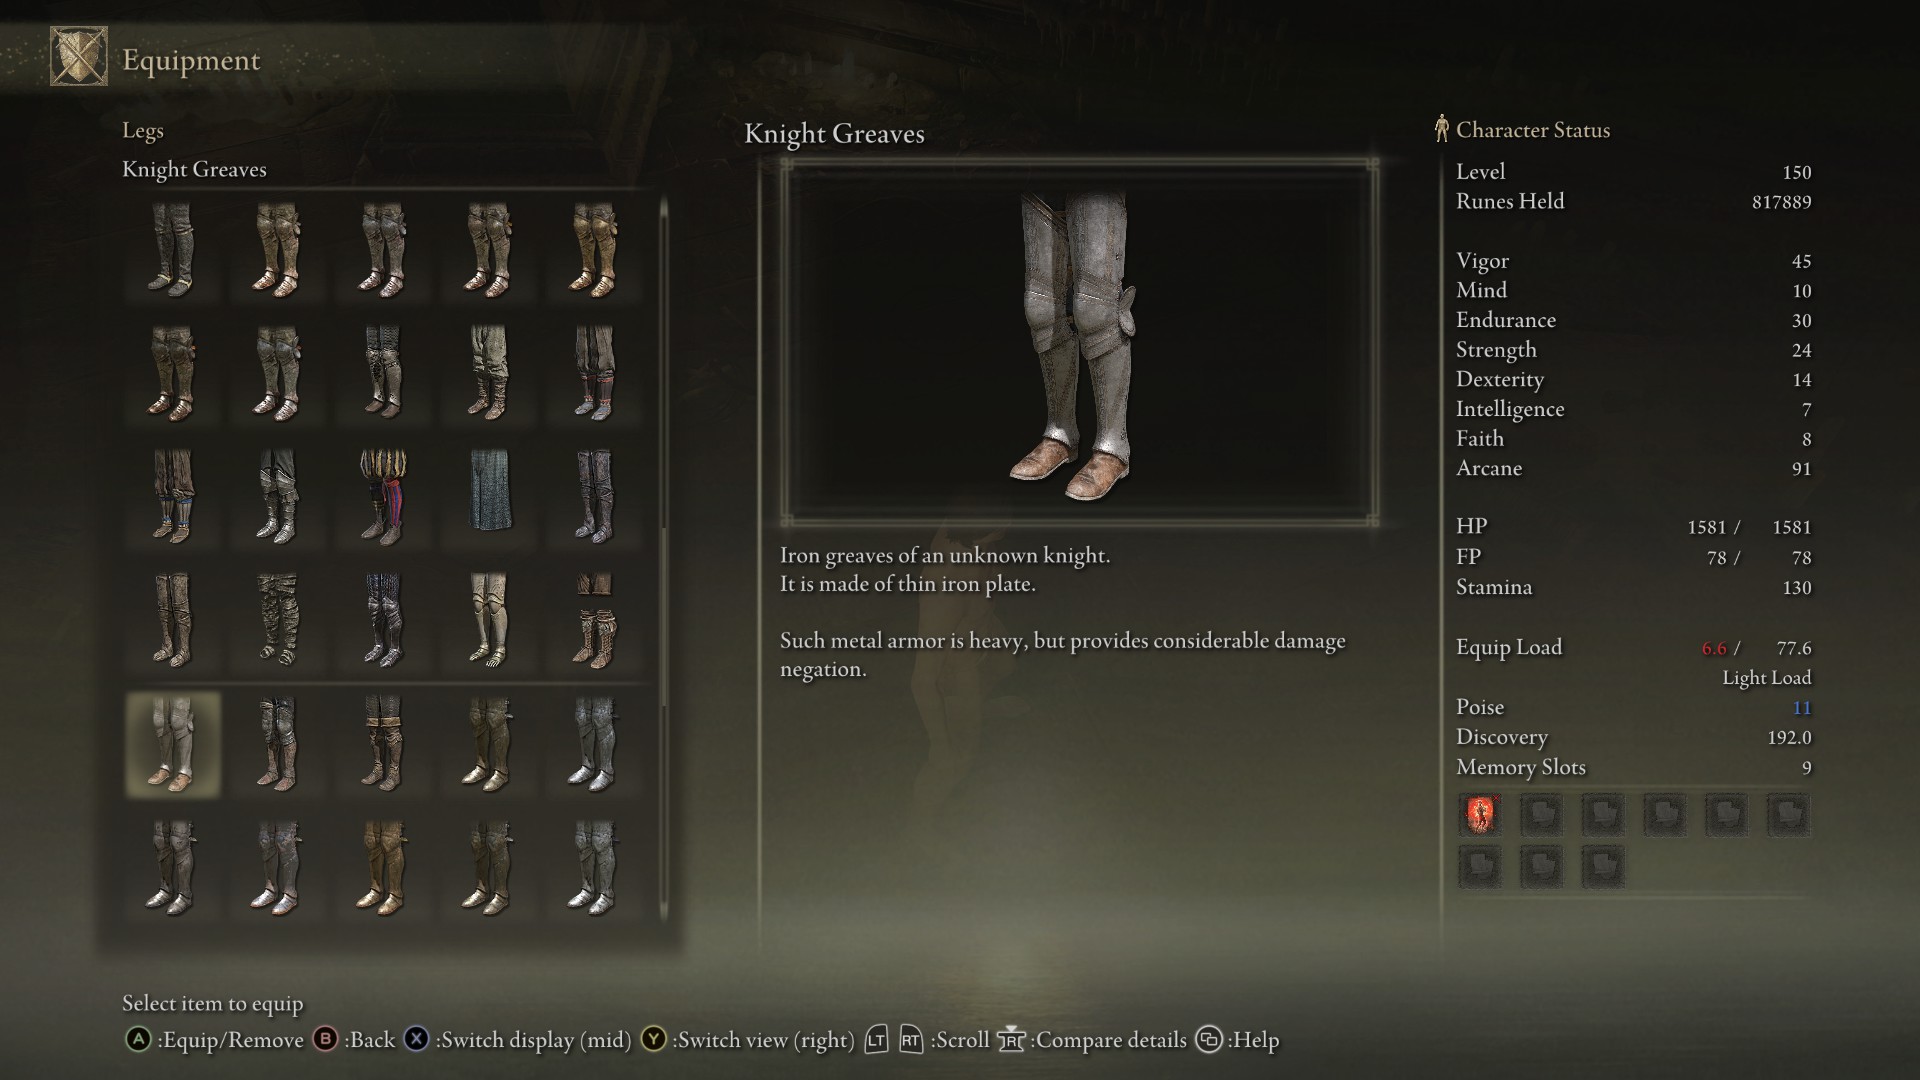 Equipment
Legs
Knight Greaves
Knight Greaves
Iron greaves of an unknown knight.
It is made of thin iron plate.
Such metal armor is heavy, but provides considerable damage
negation.
Character Status
Level 150
Runes Held 817889
Vigor 45
Mind 10
Endurance 30
Strength 24
Dexterity 14
Intelligence 7
Faith 8
Arcane 91
HP 1581 / 1581
FP 78 / 78
Stamina 130
Equip Load 6.6 / 77.6
Light Load
Poise 11
Discovery 192.0
Memory Slots 9
Select item to equip
A :Equip/Remove B :Back X :Switch display (mid) Y :Switch view (right) LT RT :Scroll R :Compare details :Help